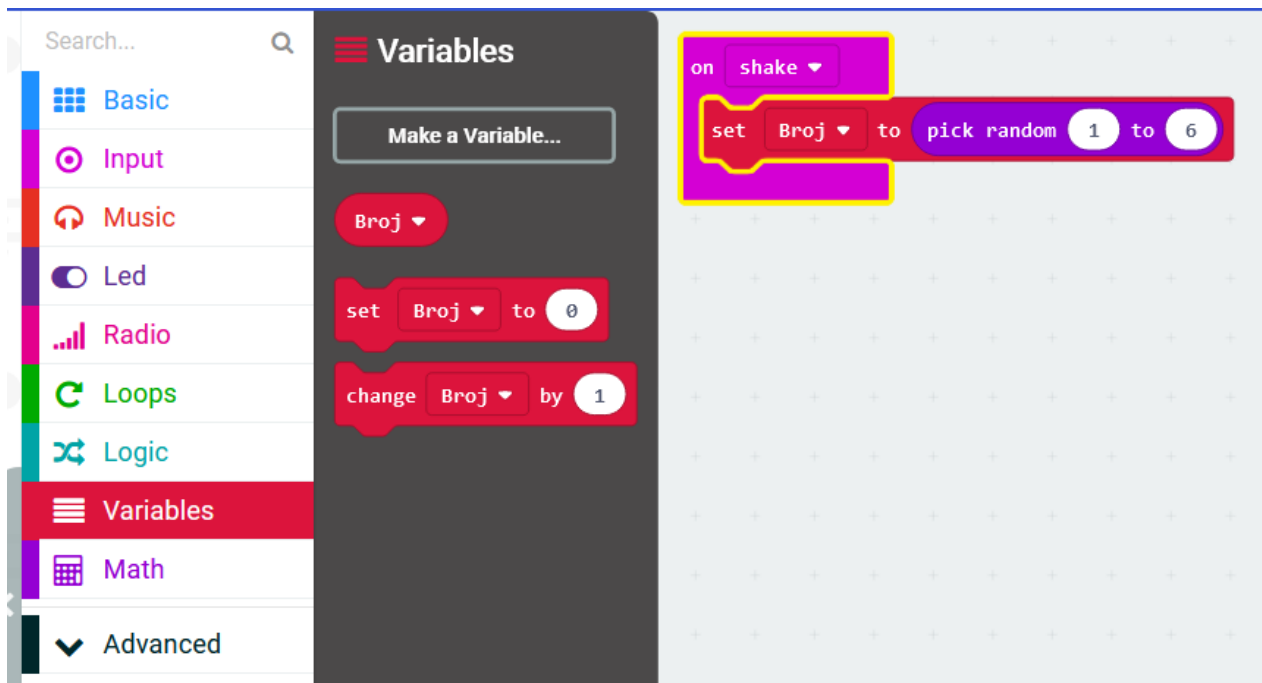 Search...
Basic
Input
Music
Led
Radio
Loops
Logic
Variables
Math
Advanced
Variables
Make a Variable...
Broj
set Broj to 0
change Broj by 1
on shake
set Broj to pick random 1 to 6